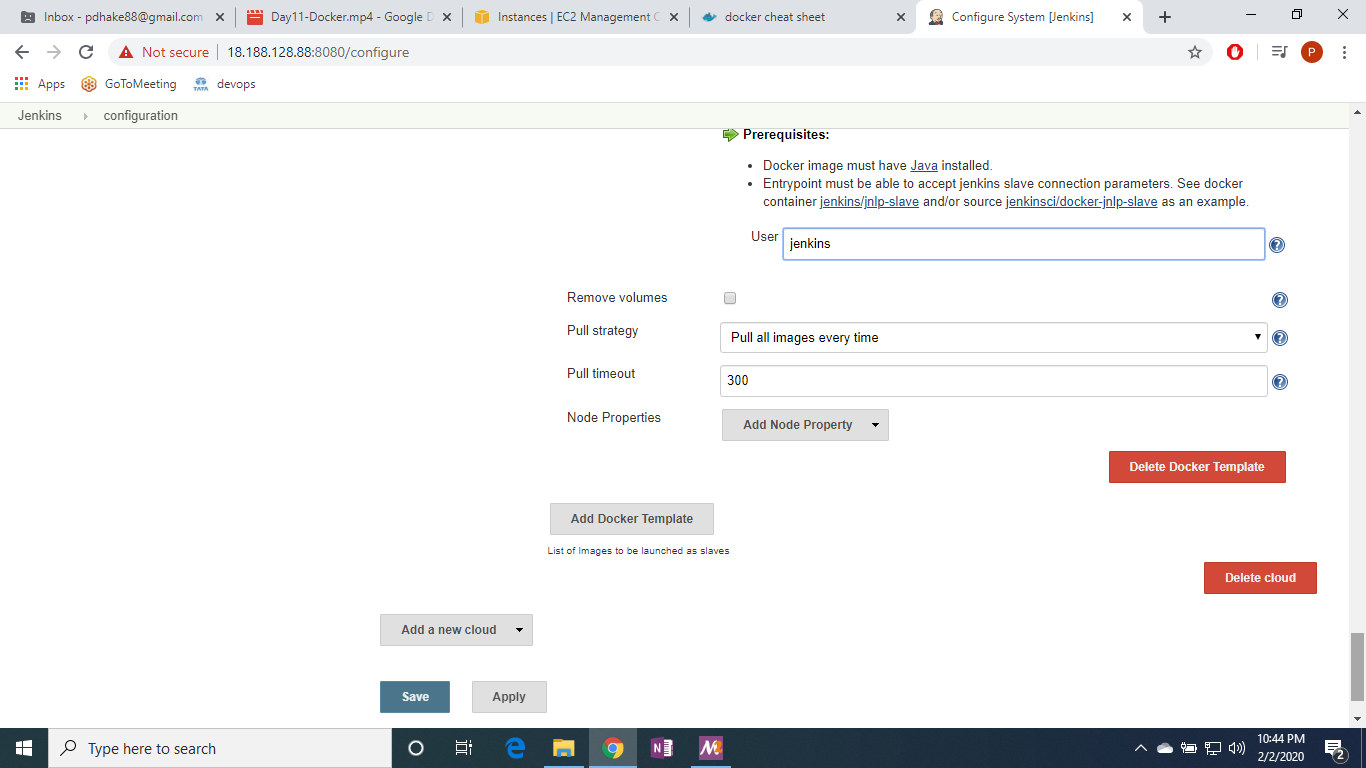 Inbox - pdhake88@gmail.com
Day11-Docker.mp4 - Google D
Instances | EC2 Management C
docker cheat sheet
Configure System [Jenkins]
Not secure
18.188.128.88:8080/configure
P
Apps
GoToMeeting
TATA
devops
Jenkins
configuration
Prerequisites:
Docker image must have Java installed.
Entrypoint must be able to accept jenkins slave connection parameters. See docker
container jenkins/jnlp-slave and/or source jenkinsci/docker-jnlp-slave as an example.
User
jenkins
Remove volumes
Pull strategy
Pull all images every time
Pull timeout
300
Node Properties
Add Node Property
Delete Docker Template
Add Docker Template
List of Images to be launched as slaves
Delete cloud
Add a new cloud
Save
Apply
Type here to search
10:44 PM
2/2/2020
2